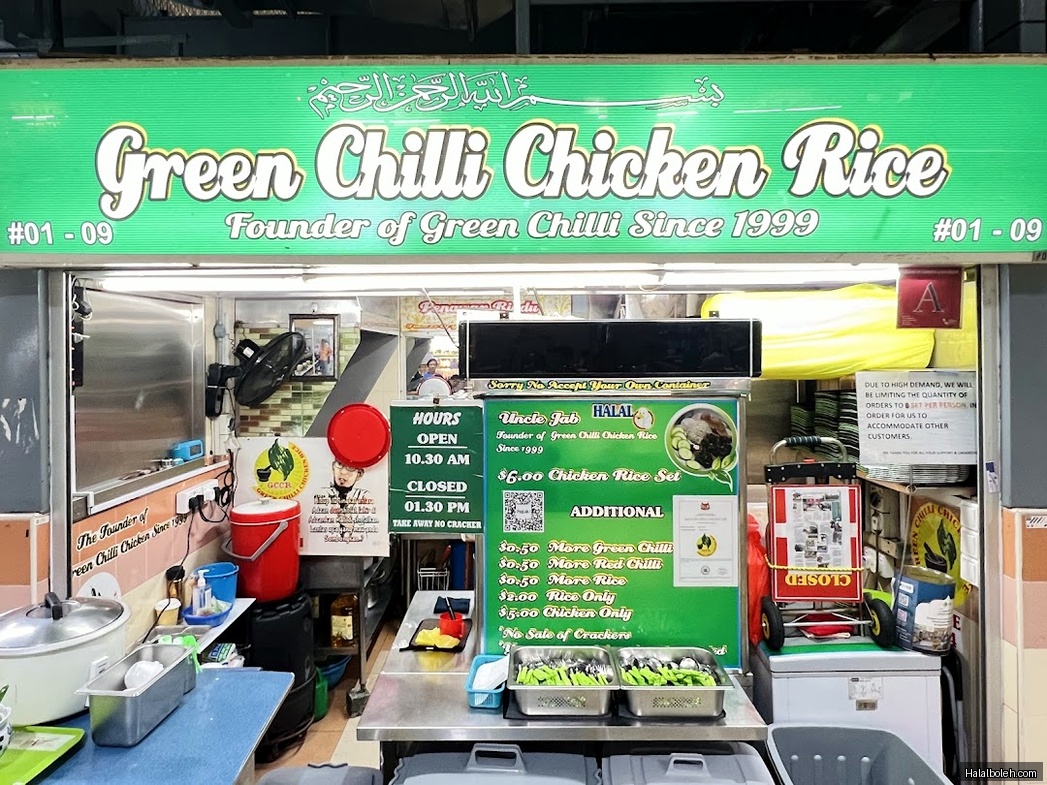 بسم الله الرحمن الرحيم
Green Chilli Chicken Rice
Founder of Green Chilli Since 1999
#01 - 09
#01 - 09
A
Sorry No Accept Your Own Container
HOURS
OPEN
10.30 AM
CLOSED
01.30 PM
TAKE AWAY NO CRACKER
Uncle Jab
HALAL
Founder of Green Chilli Chicken Rice
Since 1999
$6.00 Chicken Rice Set
ADDITIONAL
$0.50 More Green Chilli
$0.50 More Red Chilli
$0.50 More Rice
$2.00 Rice Only
$5.00 Chicken Only
*No Sale of Crackers
DUE TO HIGH DEMAND, WE WILL
BE LIMITING THE QUANTITY OF
ORDERS TO 8 SET PER PERSON, IN
ORDER FOR US TO
ACCOMMODATE OTHER
CUSTOMERS.
GCCR
The Founder of
Green Chilli Chicken Since 1999
CLOSED
Halalboleh.com